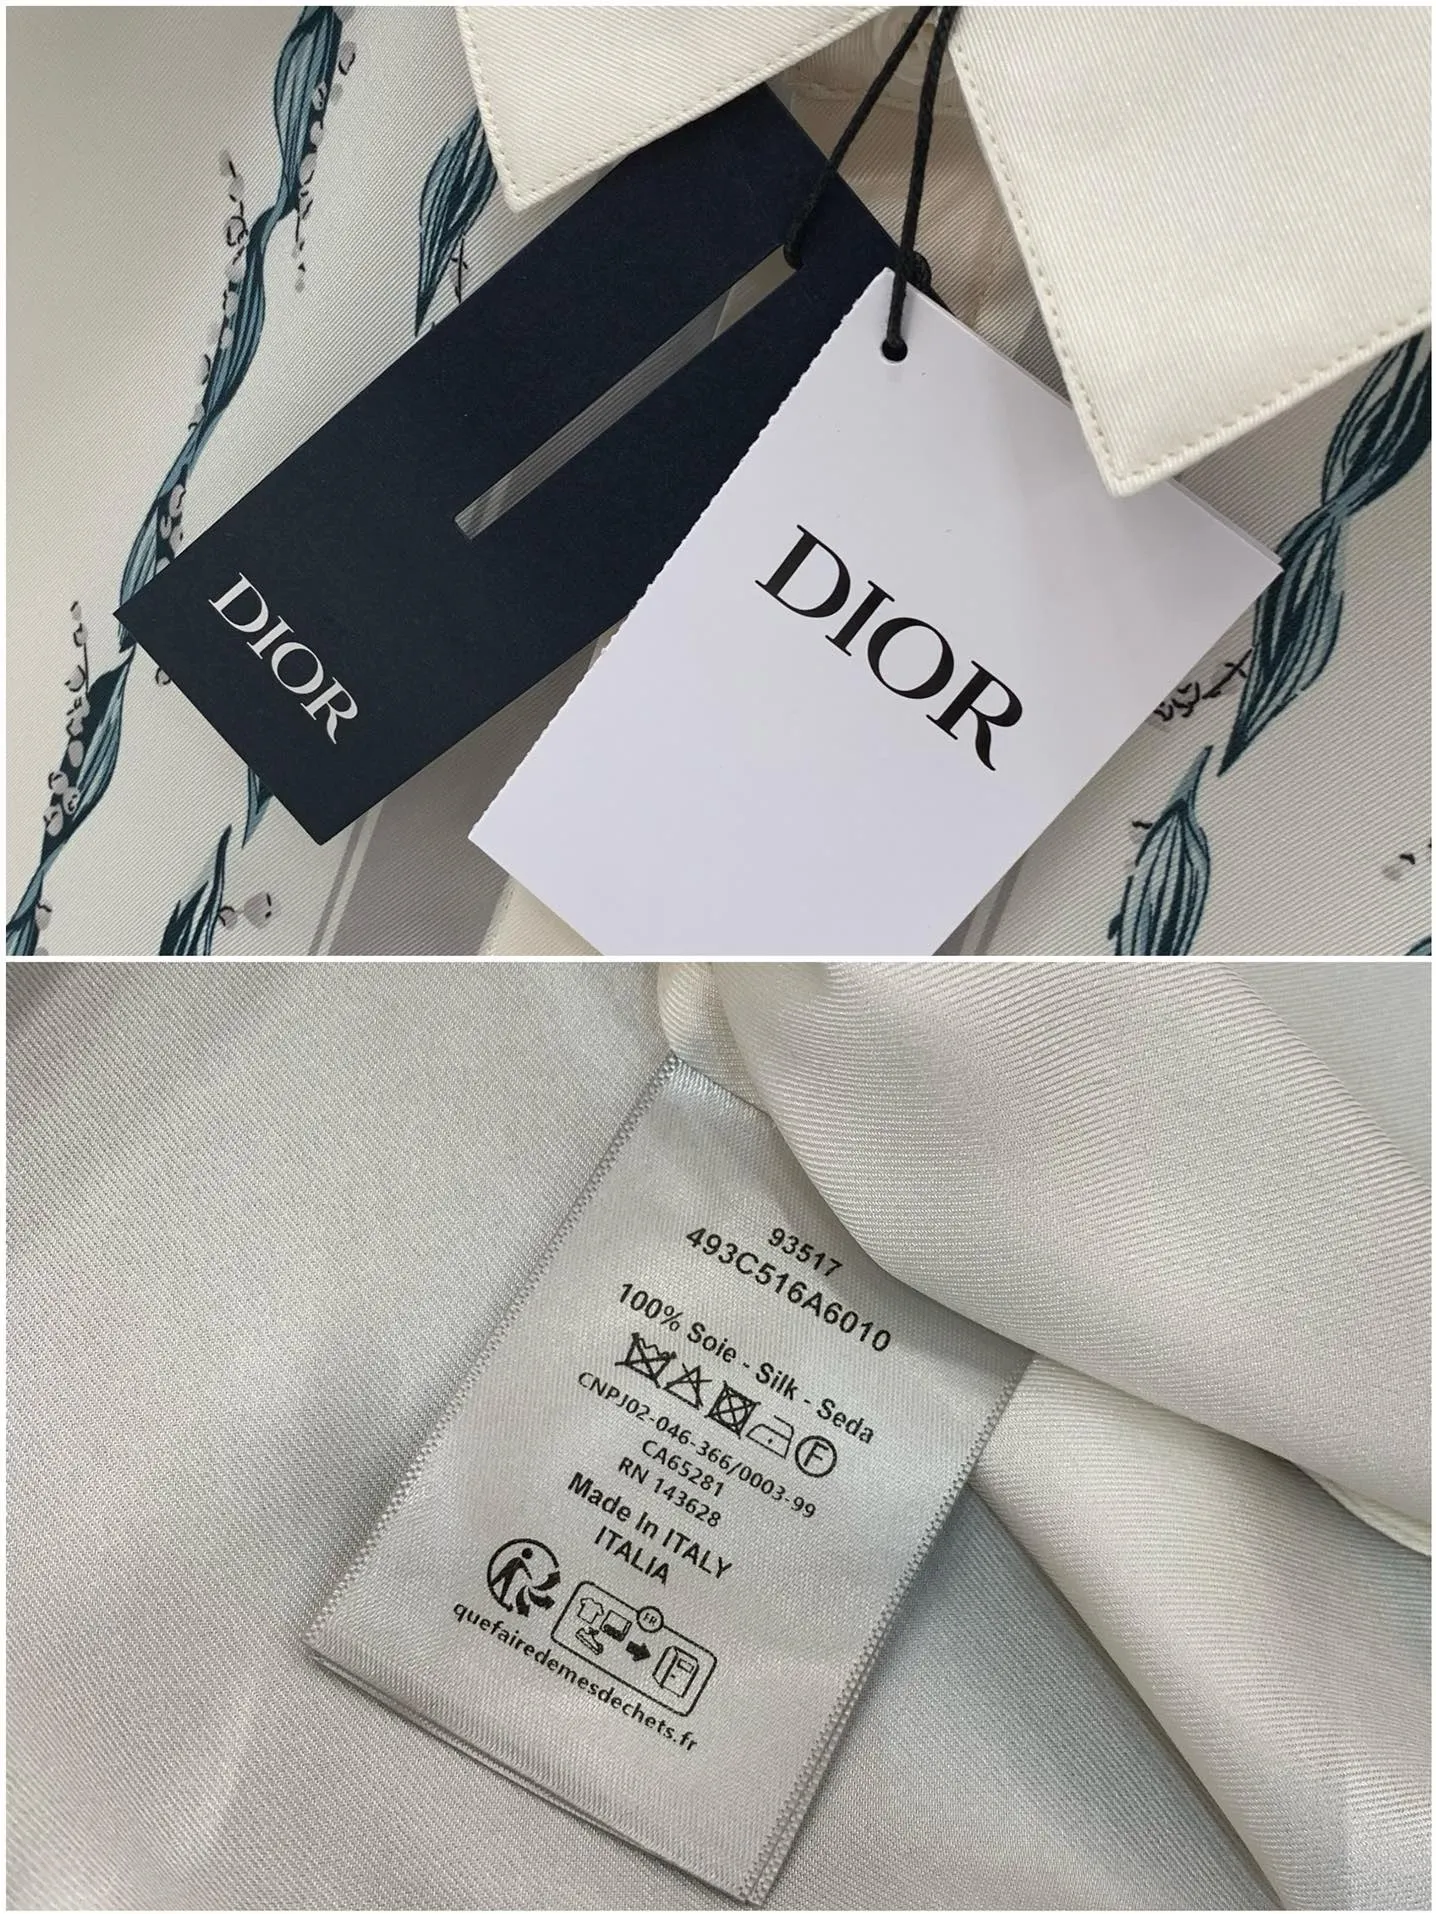 DIOR
DIOR
93517
493C516A6010
100% Soie - Silk - Seda
F
CNPJ02-046-366/0003-99
CA65281
RN 143628
Made In ITALY
ITALIA
FR
quefairedemesdechets.fr